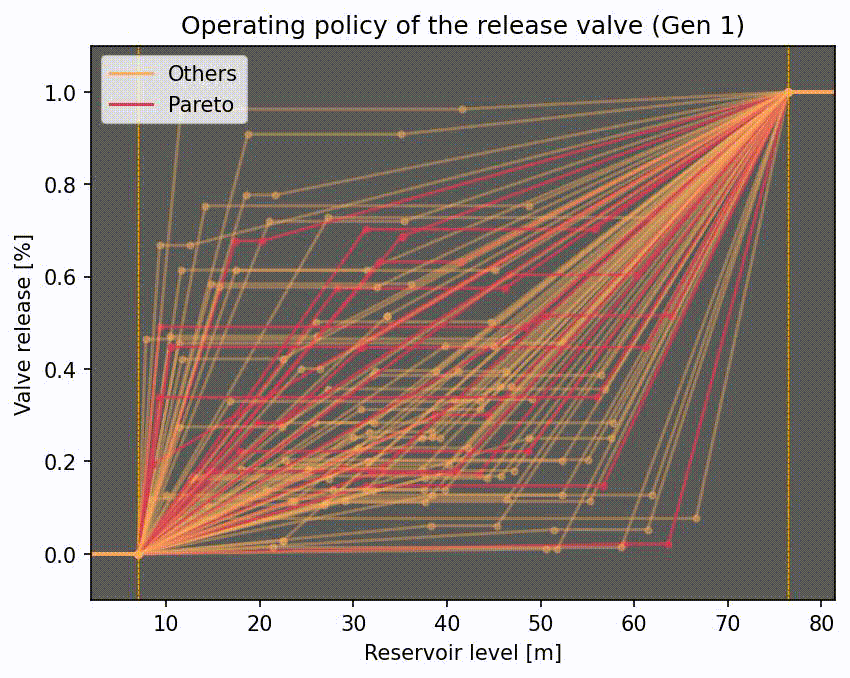 Operating policy of the release valve (Gen 1)
Others
Pareto
1.0
0.8
0.6
0.4
0.2
0.0
Valve release [%]
10 20 30 40 50 60 70 80
Reservoir level [m]